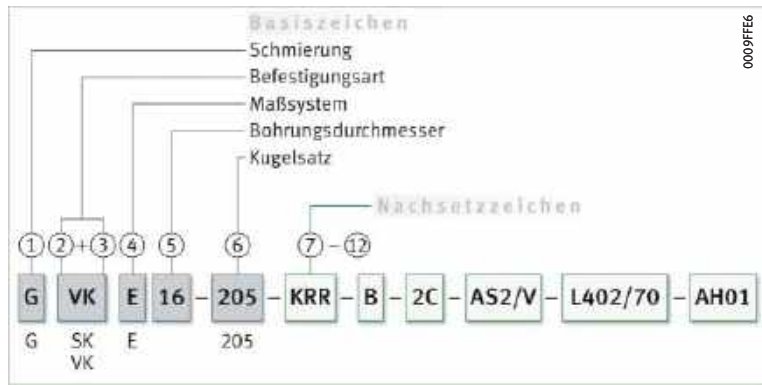 Basiszeichen
Schmierung
Befestigungsart
Maßsystem
Bohrungsdurchmesser
Kugelsatz
Nachsetzzeichen
1 2 + 3 4 5 6 7 – 12
G VK E 16 – 205 – KRR – B – 2C – AS2/V – L402/70 – AH01
G SK E 205
VK
0009FFE6